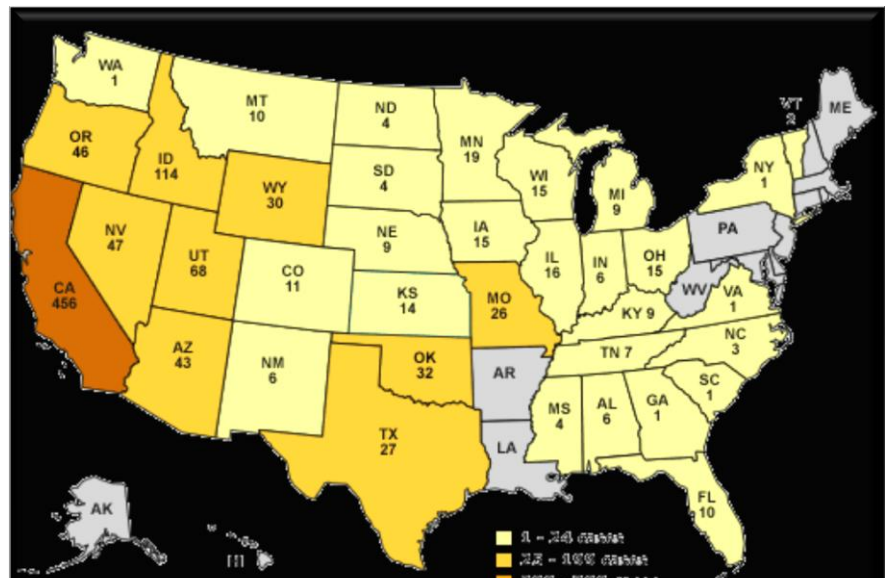 WA
1
MT
10
ND
4
MN
19
VT
2
ME
OR
46
ID
114
WY
30
SD
4
WI
15
MI
9
NY
1
NV
47
UT
68
CO
11
NE
9
IA
15
IL
16
IN
6
OH
15
PA
WV
VA
1
CA
456
KS
14
MO
26
KY 9
NC
3
AZ
43
NM
6
OK
32
AR
TN 7
SC
1
TX
27
LA
MS
4
AL
6
GA
1
FL
10
AK
HI
1 - 24 cases